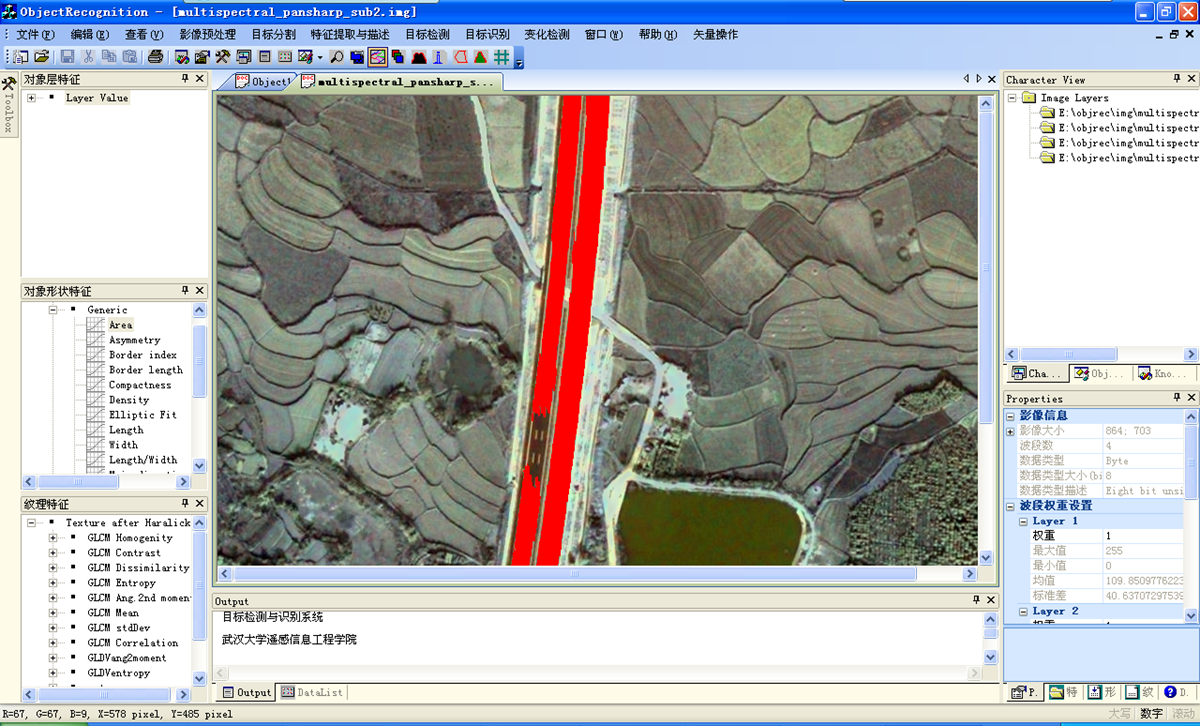 ObjectRecognition - [multispectral_pansharp_sub2.img]
文件(F) 编辑(E) 查看(V) 影像预处理 目标分割 特征提取与描述 目标检测 目标识别 变化检测 窗口(W) 帮助(H) 矢量操作
Toolbox
对象层特征
Layer Value
对象形状特征
Generic
Area
Asymmetry
Border index
Border length
Compactness
Density
Elliptic Fit
Length
Width
Length/Width
纹理特征
Texture after Haralick
GLCM Homogenity
GLCM Contrast
GLCM Dissimilarity
GLCM Entropy
GLCM Ang.2nd momen
GLCM Mean
GLCM stdDev
GLCM Correlation
GLDVang2moment
GLDVentropy
Object1 multispectral_pansharp_s...
Output
目标检测与识别系统
武汉大学遥感信息工程学院
Output DataList
Character View
Image Layers
E:\objrec\img\multispectr
E:\objrec\img\multispectr
E:\objrec\img\multispectr
E:\objrec\img\multispectr
Cha... Obj... Kno...
Properties
影像信息
影像大小 864; 703
波段数 4
数据类型 Byte
数据类型大小(bi 8
数据类型描述 Eight bit unsi
波段权重设置
Layer 1
权重 1
最大值 255
最小值 0
均值 109.8509776223
标准差 40.63707297539
Layer 2
P. 特 形 纹 D.
R=67, G=67, B=9, X=578 pixel, Y=485 pixel
大写 数字 滚动